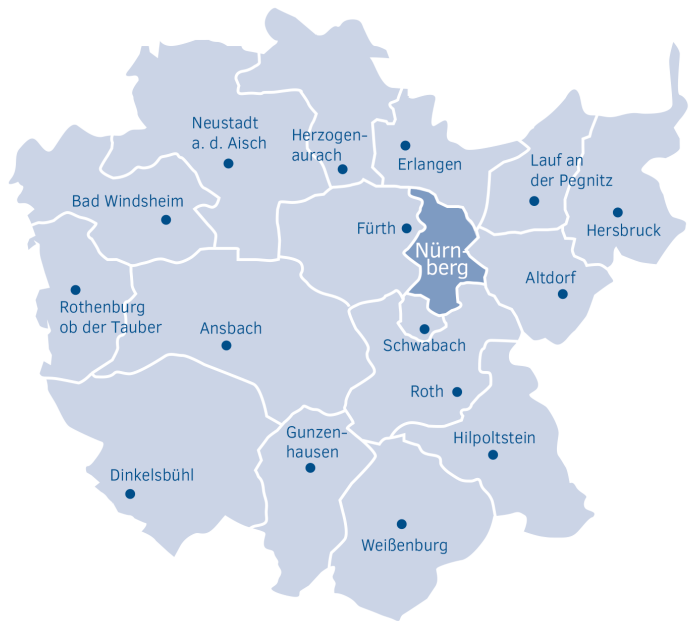 Neustadt
a. d. Aisch
Herzogen-
aurach
Erlangen
Lauf an
der Pegnitz
Bad Windsheim
Fürth
Hersbruck
Nürn-
berg
Altdorf
Rothenburg
ob der Tauber
Ansbach
Schwabach
Roth
Gunzen-
hausen
Hilpoltstein
Dinkelsbühl
Weißenburg